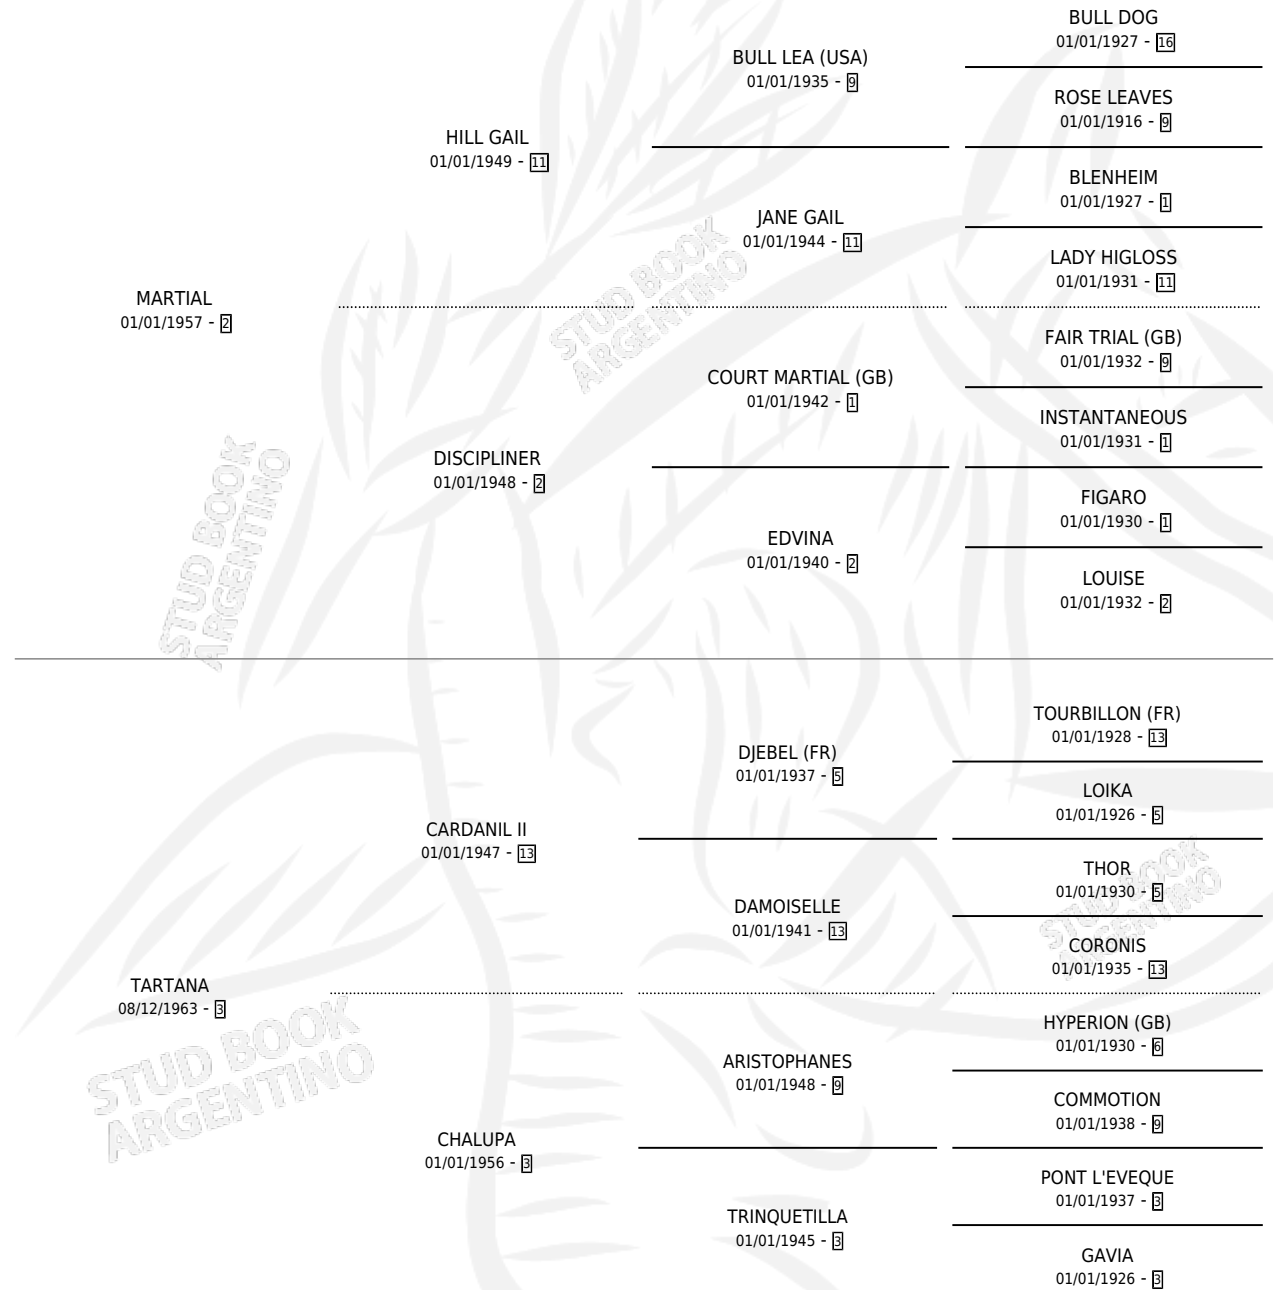 BULL DOG
01/01/1927 - 16
BULL LEA (USA)
01/01/1935 - 9
ROSE LEAVES
01/01/1916 - 9
HILL GAIL
01/01/1949 - 11
BLENHEIM
01/01/1927 - 1
JANE GAIL
01/01/1944 - 11
LADY HIGLOSS
01/01/1931 - 11
MARTIAL
01/01/1957 - 2
STUD BOOK
ARGENTINO
FAIR TRIAL (GB)
01/01/1932 - 9
COURT MARTIAL (GB)
01/01/1942 - 1
INSTANTANEOUS
01/01/1931 - 1
DISCIPLINER
01/01/1948 - 2
FIGARO
01/01/1930 - 1
EDVINA
01/01/1940 - 2
LOUISE
01/01/1932 - 2
STUD BOOK
ARGENTINO
TOURBILLON (FR)
01/01/1928 - 13
DJEBEL (FR)
01/01/1937 - 5
LOIKA
01/01/1926 - 5
CARDANIL II
01/01/1947 - 13
THOR
01/01/1930 - 5
DAMOISELLE
01/01/1941 - 13
CORONIS
01/01/1935 - 13
STUD BOOK
ARGENTINO
TARTANA
08/12/1963 - 3
STUD BOOK
ARGENTINO
HYPERION (GB)
01/01/1930 - 6
ARISTOPHANES
01/01/1948 - 9
COMMOTION
01/01/1938 - 9
CHALUPA
01/01/1956 - 3
PONT L'EVEQUE
01/01/1937 - 3
TRINQUETILLA
01/01/1945 - 3
GAVIA
01/01/1926 - 3